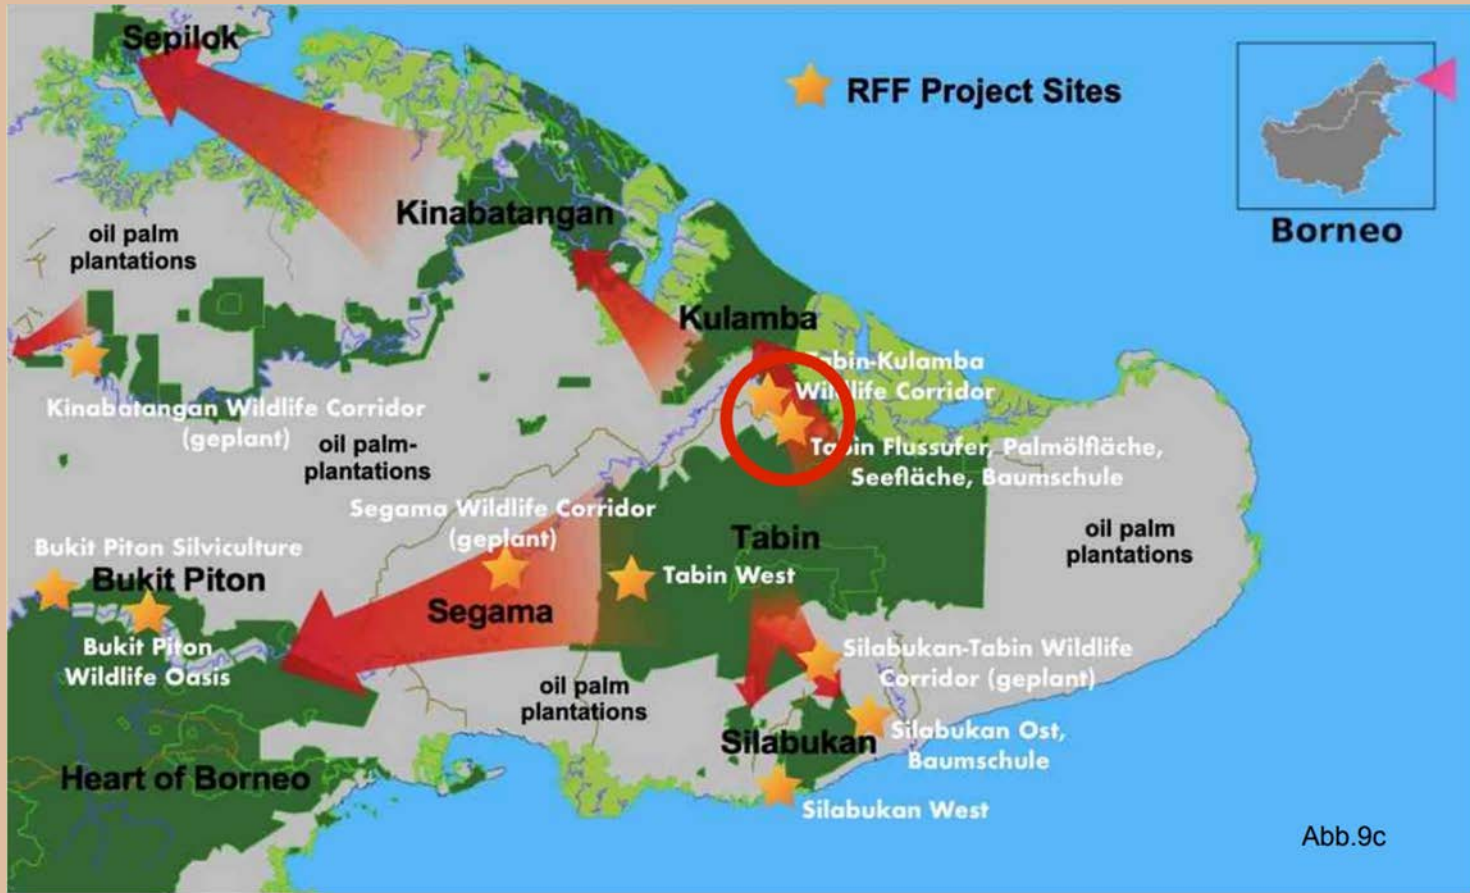 Sepilok
RFF Project Sites
Borneo
Kinabatangan
oil palm
plantations
Kulamba
Tabin-Kulamba
Wildlife Corridor
Kinabatangan Wildlife Corridor
(geplant)
oil palm-
plantations
Tabin Flussufer, Palmölfläche,
Seefläche, Baumschule
Segama Wildlife Corridor
(geplant)
Tabin
oil palm
plantations
Bukit Piton Silviculture
Bukit Piton
Tabin West
Segama
Bukit Piton
Wildlife Oasis
Silabukan-Tabin Wildlife
Corridor (geplant)
oil palm
plantations
Silabukan
Silabukan Ost,
Baumschule
Heart of Borneo
Silabukan West
Abb.9c